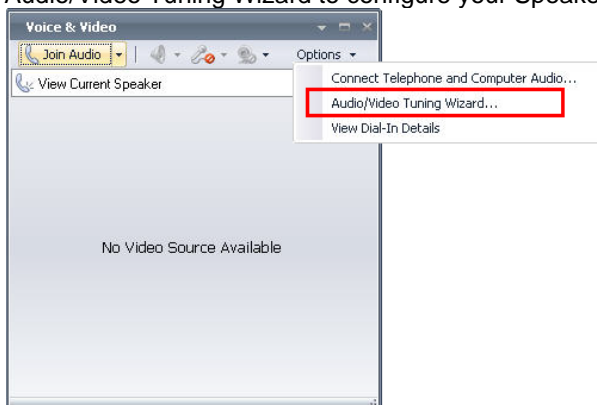 Audio/Video Tuning Wizard to configure your Speake
Voice & Video
Join Audio Options
View Current Speaker
Connect Telephone and Computer Audio...
Audio/Video Tuning Wizard...
View Dial-In Details
No Video Source Available